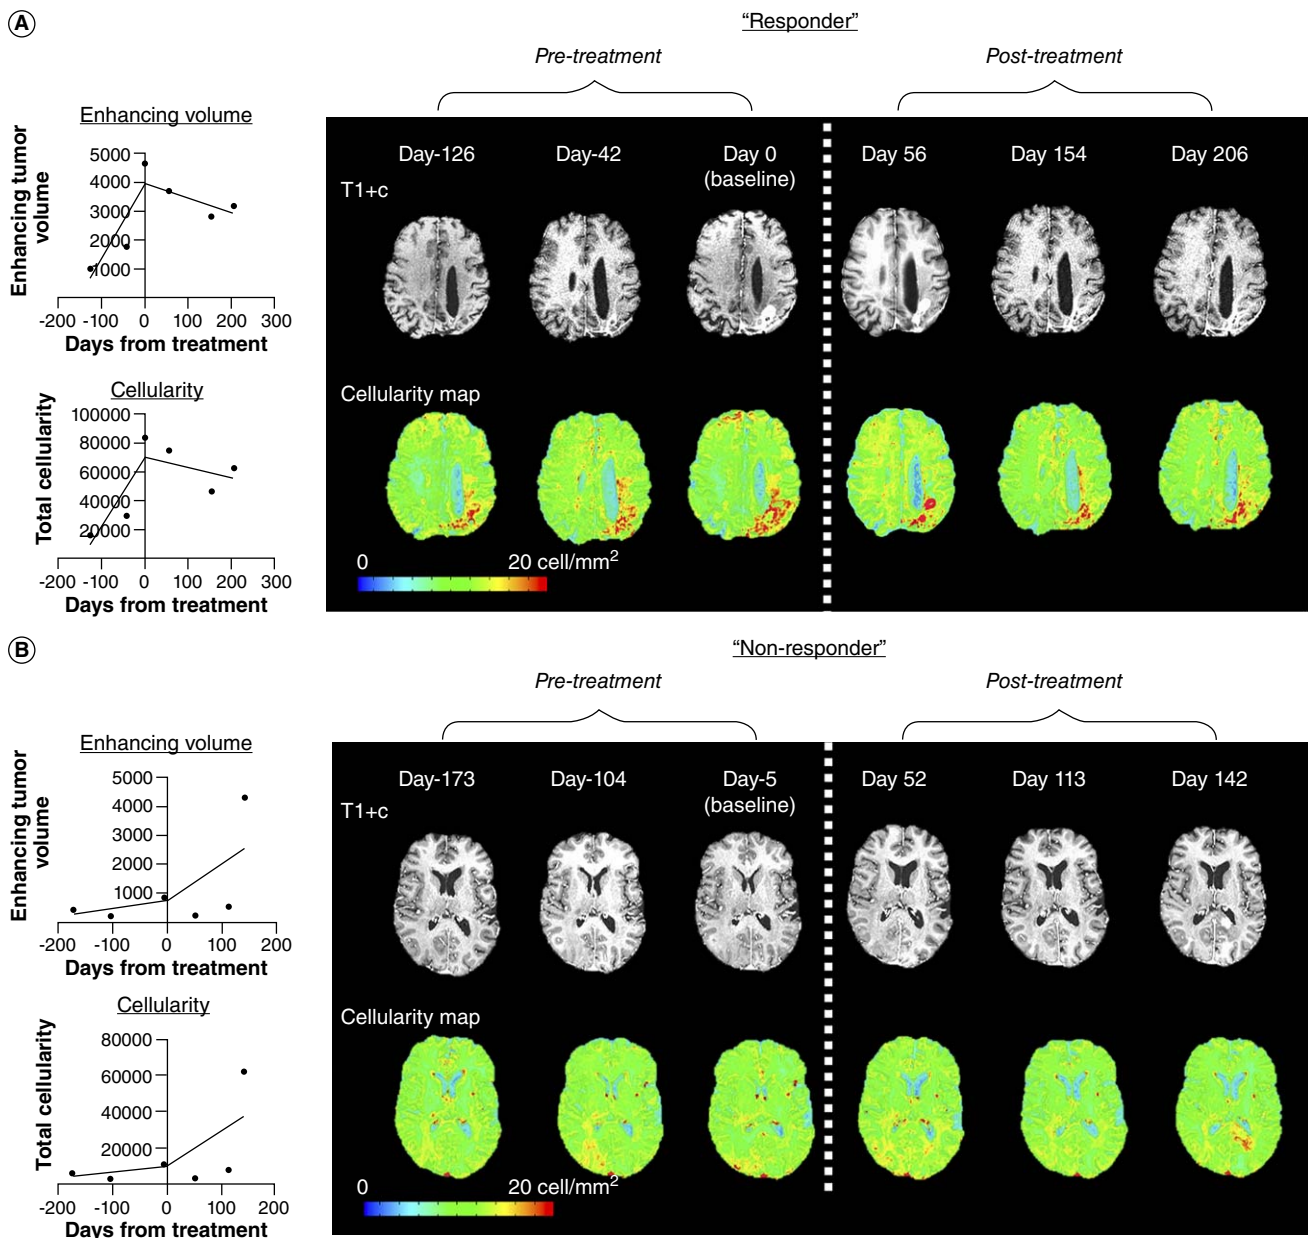 A
“Responder”
Pre-treatment
Post-treatment
Enhancing volume
Enhancing tumor
volume
5000
4000
3000
2000
1000
-200 -100 0 100 200 300
Days from treatment
Day-126 Day-42 Day 0 Day 56 Day 154 Day 206
(baseline)
T1+c
Cellularity
Total cellularity
100000
80000
60000
40000
20000
-200 -100 0 100 200 300
Days from treatment
Cellularity map
0 20 cell/mm2
B
“Non-responder”
Pre-treatment
Post-treatment
Enhancing volume
Enhancing tumor
volume
5000
4000
3000
2000
1000
-200 -100 0 100 200
Days from treatment
Day-173 Day-104 Day-5 Day 52 Day 113 Day 142
(baseline)
T1+c
Cellularity
Total cellularity
80000
60000
40000
20000
-200 -100 0 100 200
Days from treatment
Cellularity map
0 20 cell/mm2